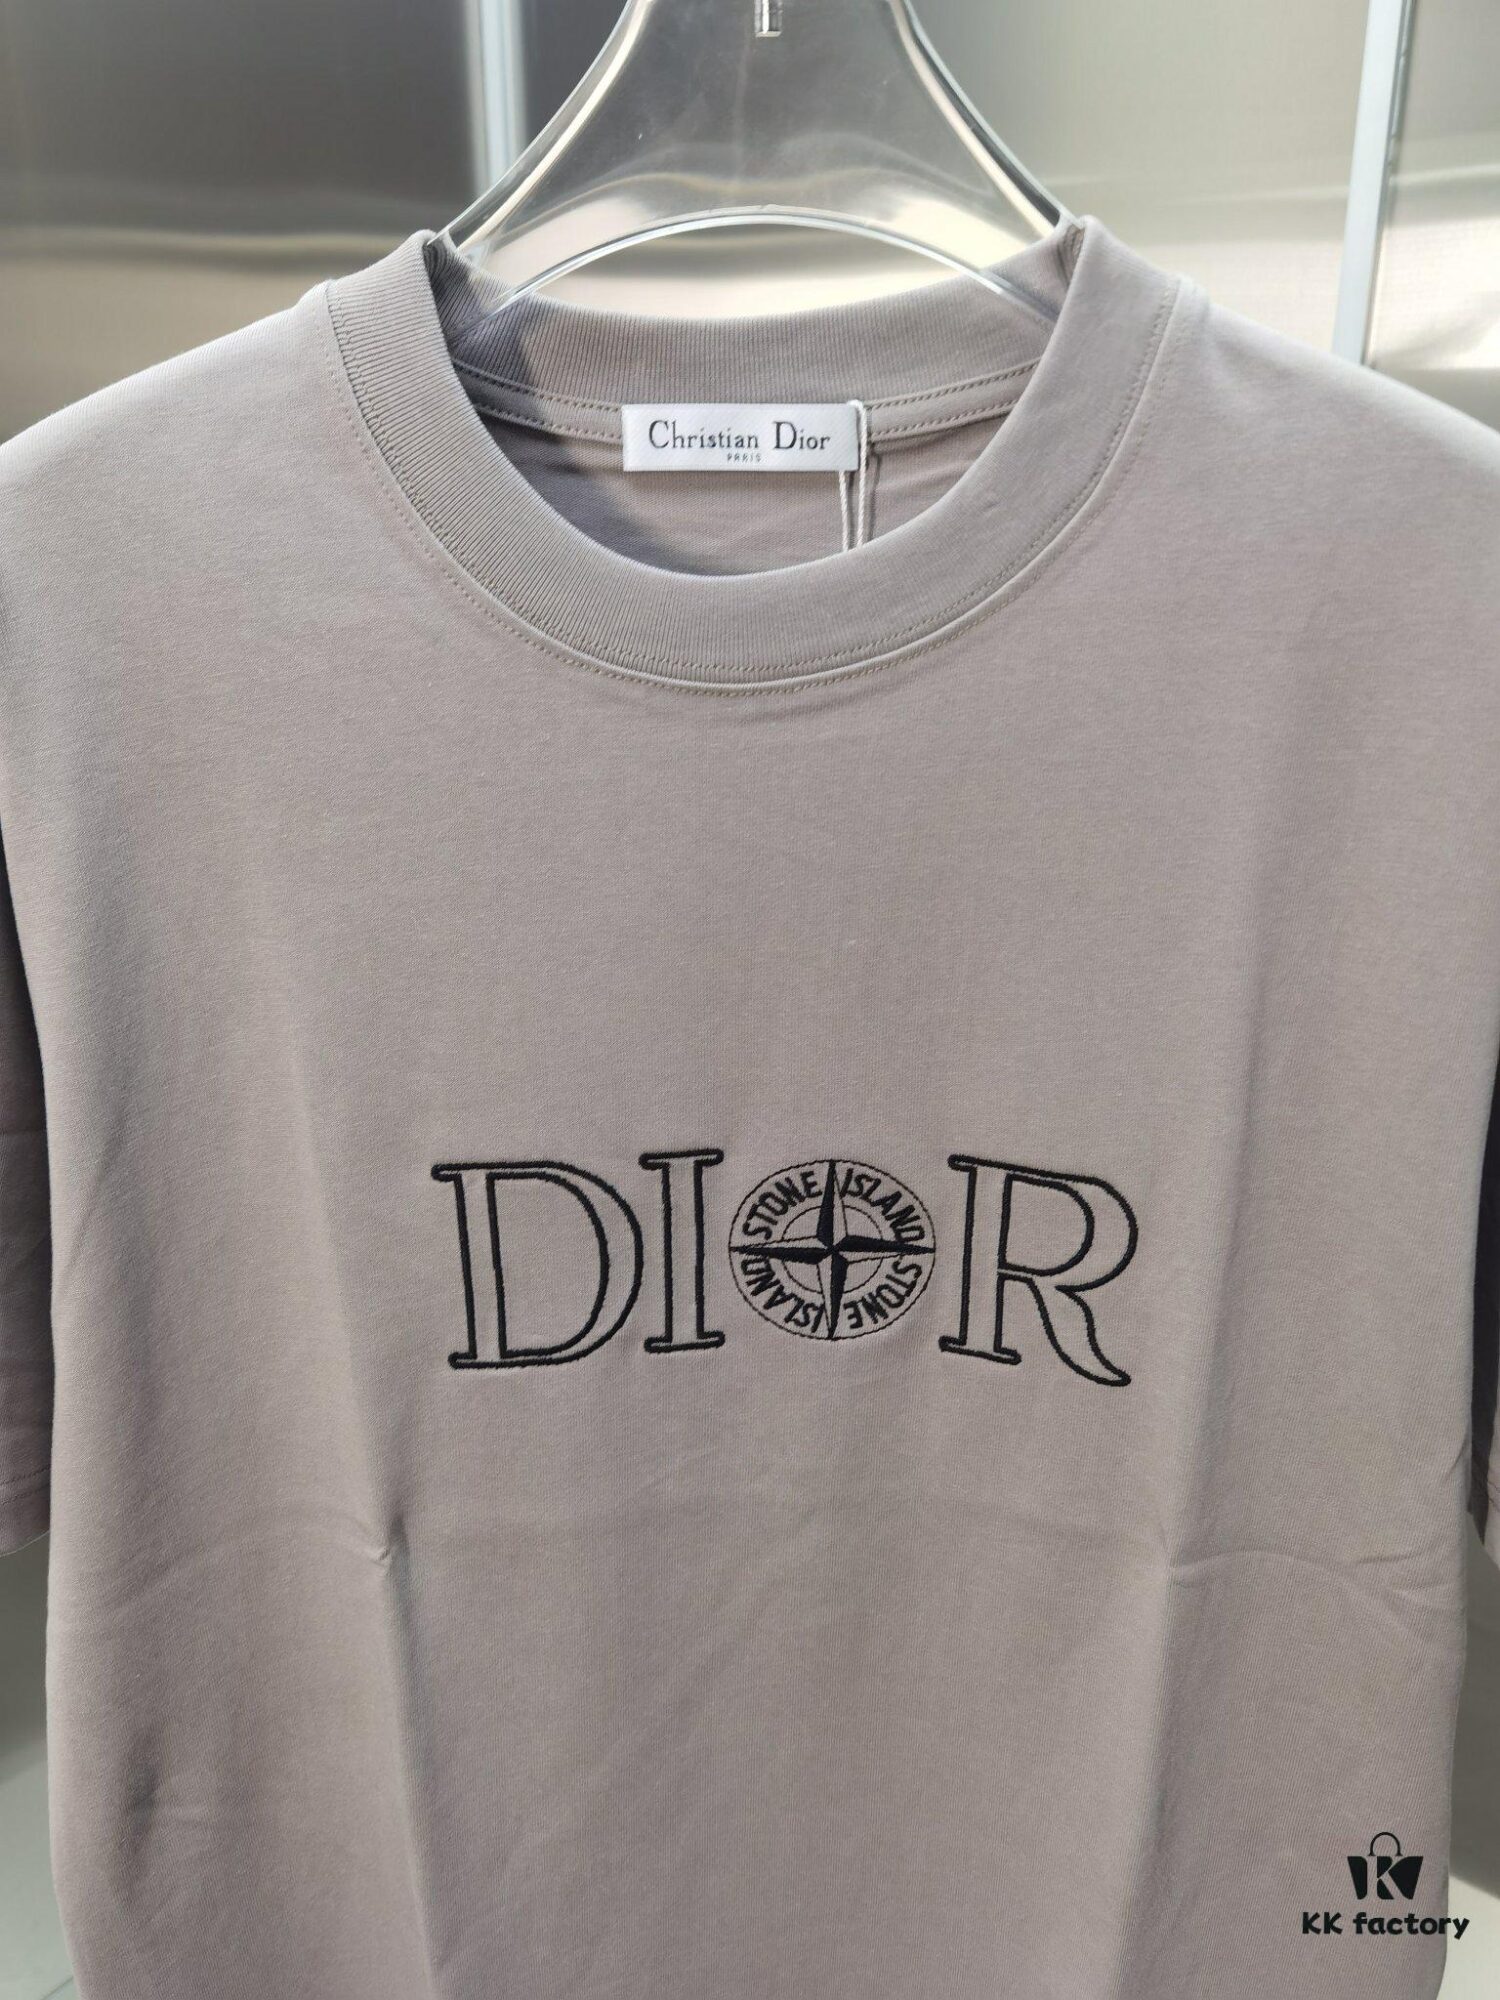 Christian Dior
PARIS
DIOR
STONE ISLAND STONE ISLAND
KK factory